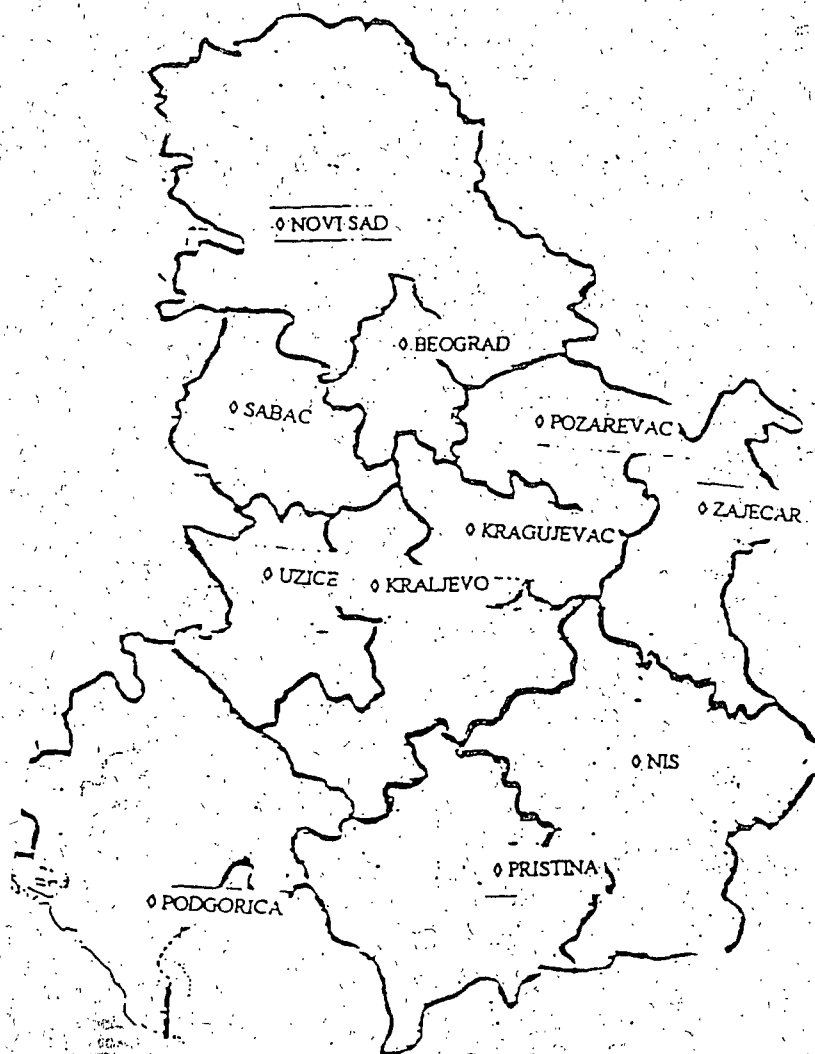 ◊ NOVI SAD
◊ BEOGRAD
◊ SABAC
◊ POZAREVAC
◊ ZAJECAR
◊ KRAGUJEVAC
◊ UZICE
◊ KRALJEVO
◊ NIS
◊ PRISTINA
◊ PODGORICA